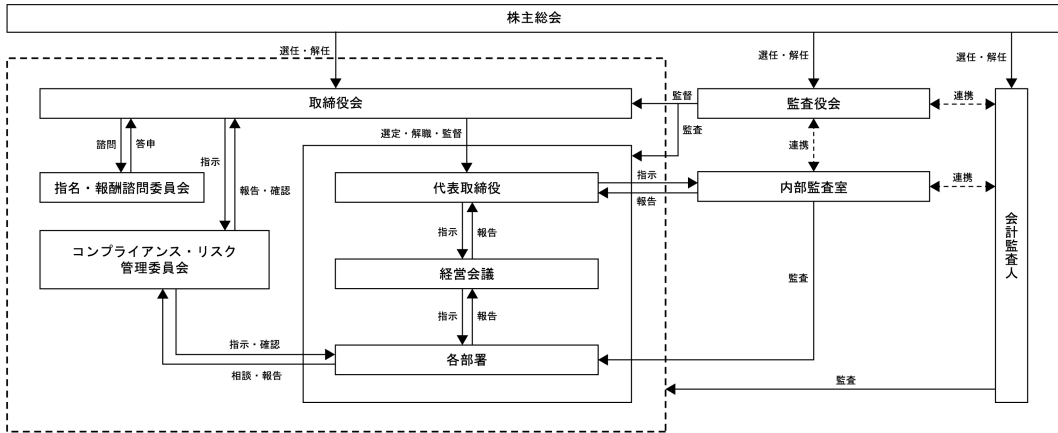 株主総会
選任・解任
選任・解任
選任・解任
取締役会
監督
監査役会
連携
監査
諮問
答申
指示
報告・確認
選定・解職・監督
連携
指名・報酬諮問委員会
代表取締役
指示
報告
内部監査室
連携
コンプライアンス・リスク
管理委員会
指示
報告
会計監査人
経営会議
監査
指示
報告
指示・確認
各部署
相談・報告
監査